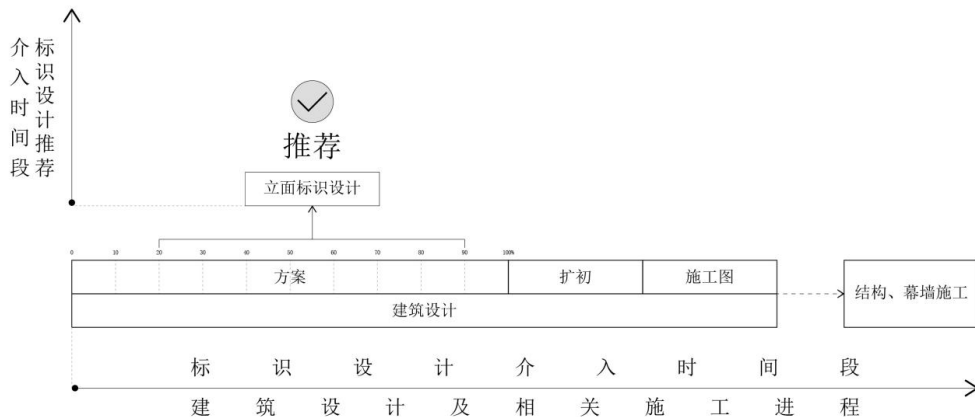 标识设计推荐
介入时间段
推荐
立面标识设计
0 10 20 30 40 50 60 70 80 90 100%
方案 扩初 施工图
建筑设计
结构、幕墙施工
标识设计介入时间段
建筑设计及相关施工进程